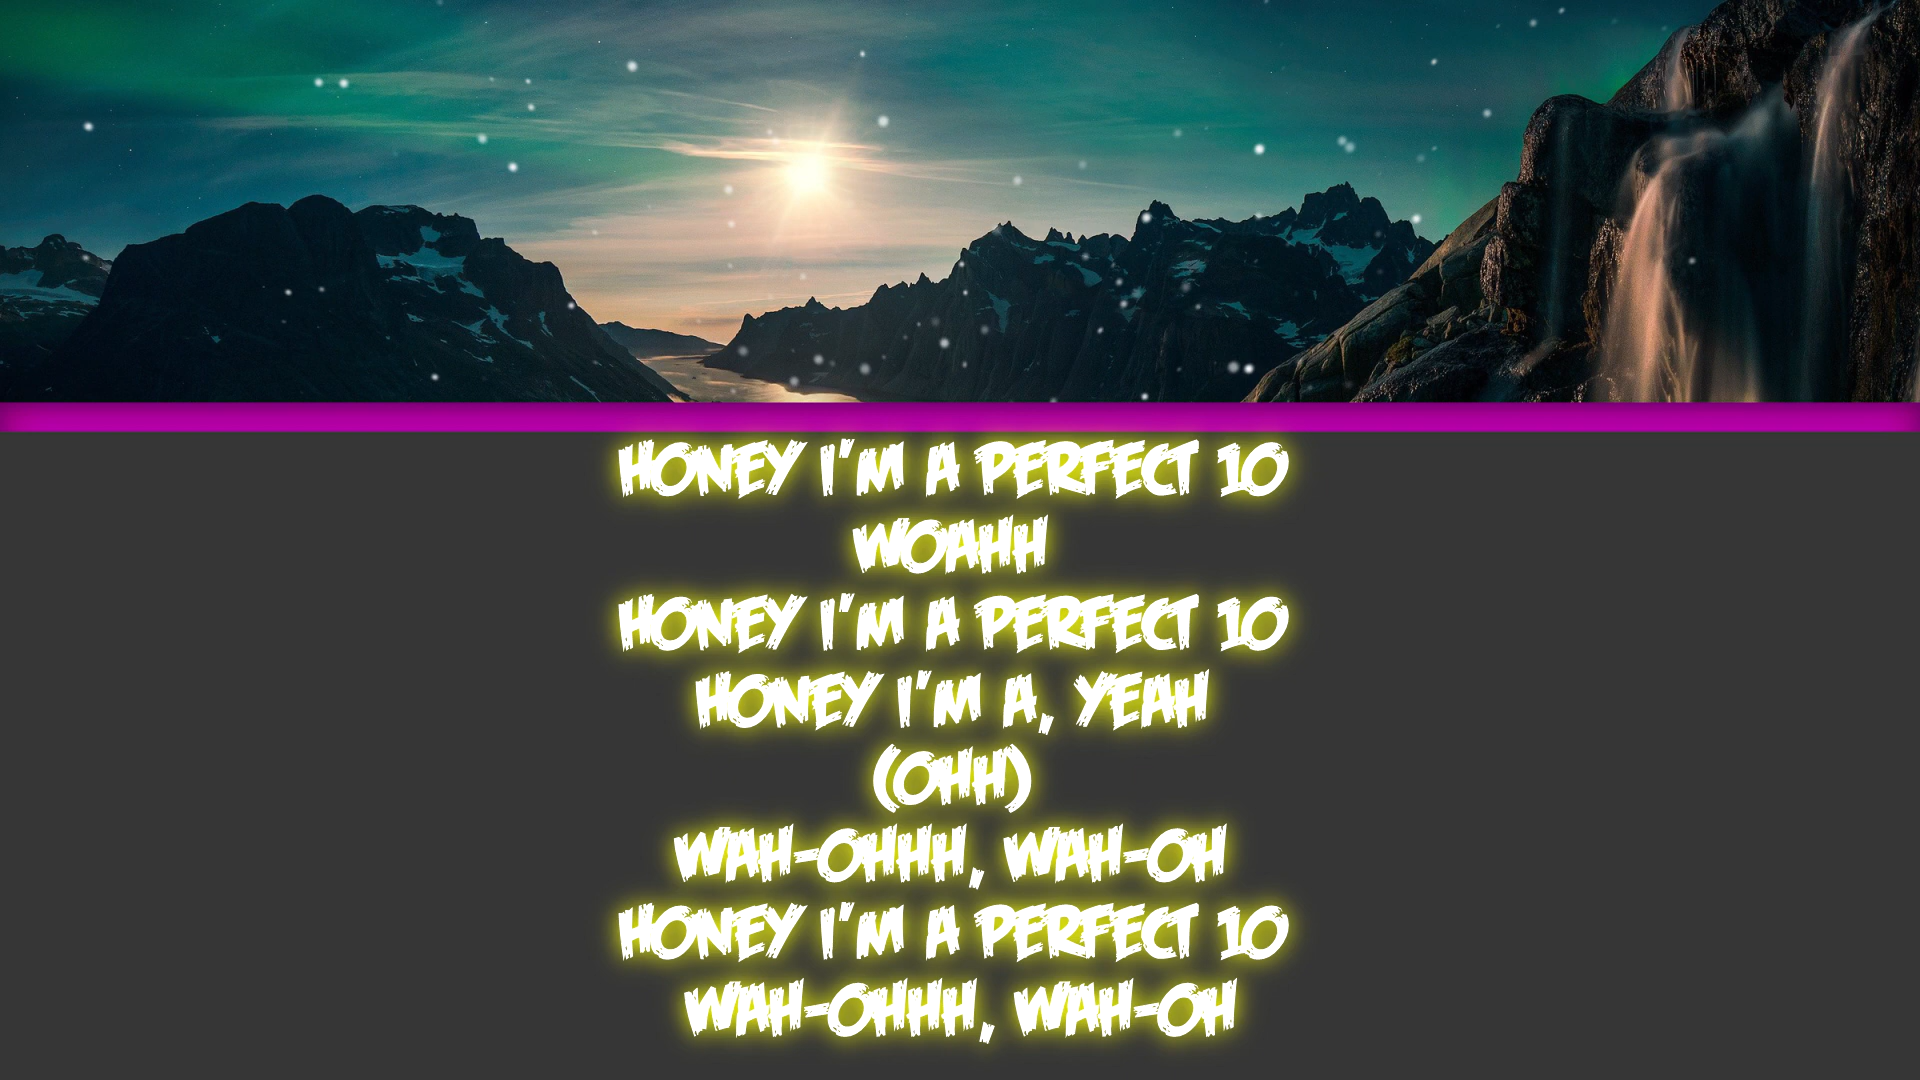 HONEY I'M A PERFECT 10
WOAHH
HONEY I'M A PERFECT 10
HONEY I'M A, YEAH
(OHH)
WAH-OHHH, WAH-OH
HONEY I'M A PERFECT 10
WAH-OHHH, WAH-OH